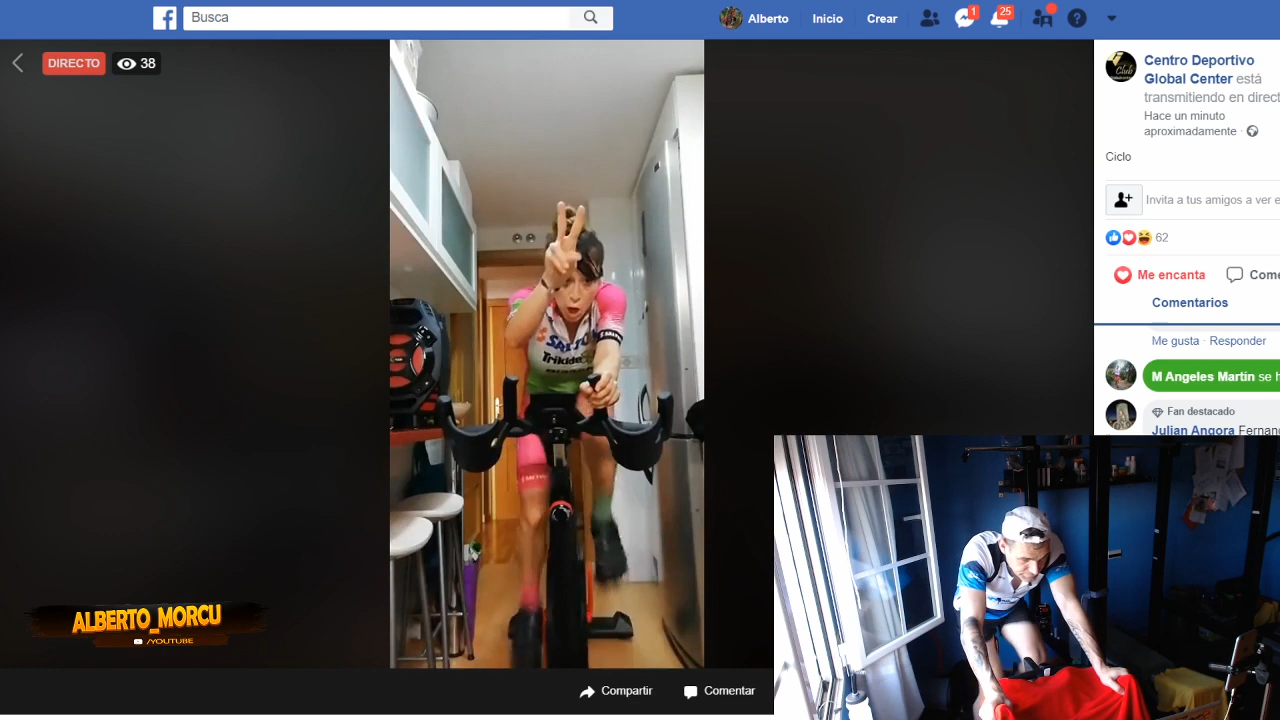 Busca
Alberto
Inicio
Crear
1
25
DIRECTO
38
Centro Deportivo
Global Center está
transmitiendo en direct
Hace un minuto
aproximadamente ·
Ciclo
Invita a tus amigos a ver e
62
Me encanta
Come
Comentarios
Me gusta · Responder
M Angeles Martín se h
Fan destacado
Julian Angora Fernan
Trikide
ALBERTO_MORCU
/YOUTUBE
Compartir
Comentar